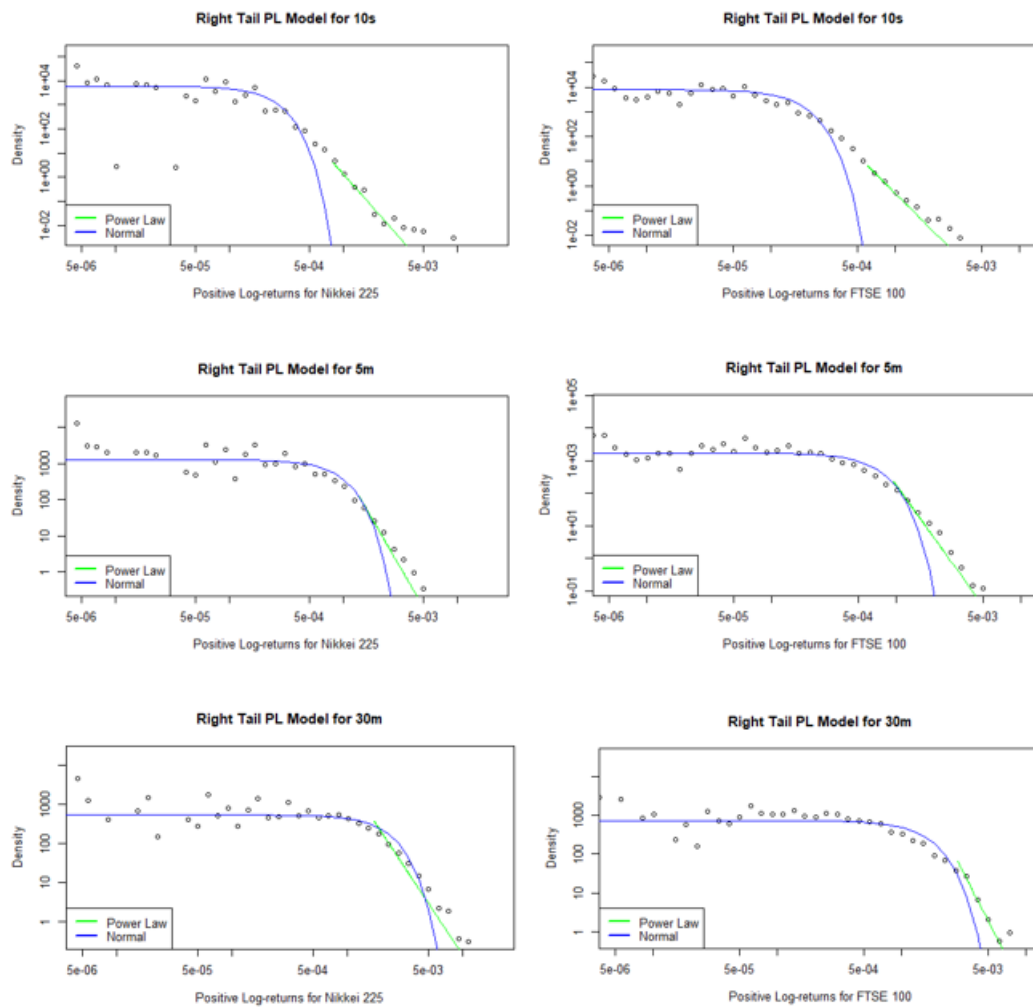 Right Tail PL Model for 10s
Density
1e+04
1e+02
1e+00
1e-02
Power Law
Normal
5e-06 5e-05 5e-04 5e-03
Positive Log-returns for Nikkei 225
Right Tail PL Model for 10s
Density
1e+04
1e+02
1e+00
1e-02
Power Law
Normal
5e-06 5e-05 5e-04 5e-03
Positive Log-returns for FTSE 100
Right Tail PL Model for 5m
Density
1000
100
10
1
Power Law
Normal
5e-06 5e-05 5e-04 5e-03
Positive Log-returns for Nikkei 225
Right Tail PL Model for 5m
Density
1e+05
1e+03
1e+01
1e-01
Power Law
Normal
5e-06 5e-05 5e-04 5e-03
Positive Log-returns for FTSE 100
Right Tail PL Model for 30m
Density
1000
100
10
1
Power Law
Normal
5e-06 5e-05 5e-04 5e-03
Positive Log-returns for Nikkei 225
Right Tail PL Model for 30m
Density
10000
100
1
Power Law
Normal
5e-06 5e-05 5e-04 5e-03
Positive Log-returns for FTSE 100